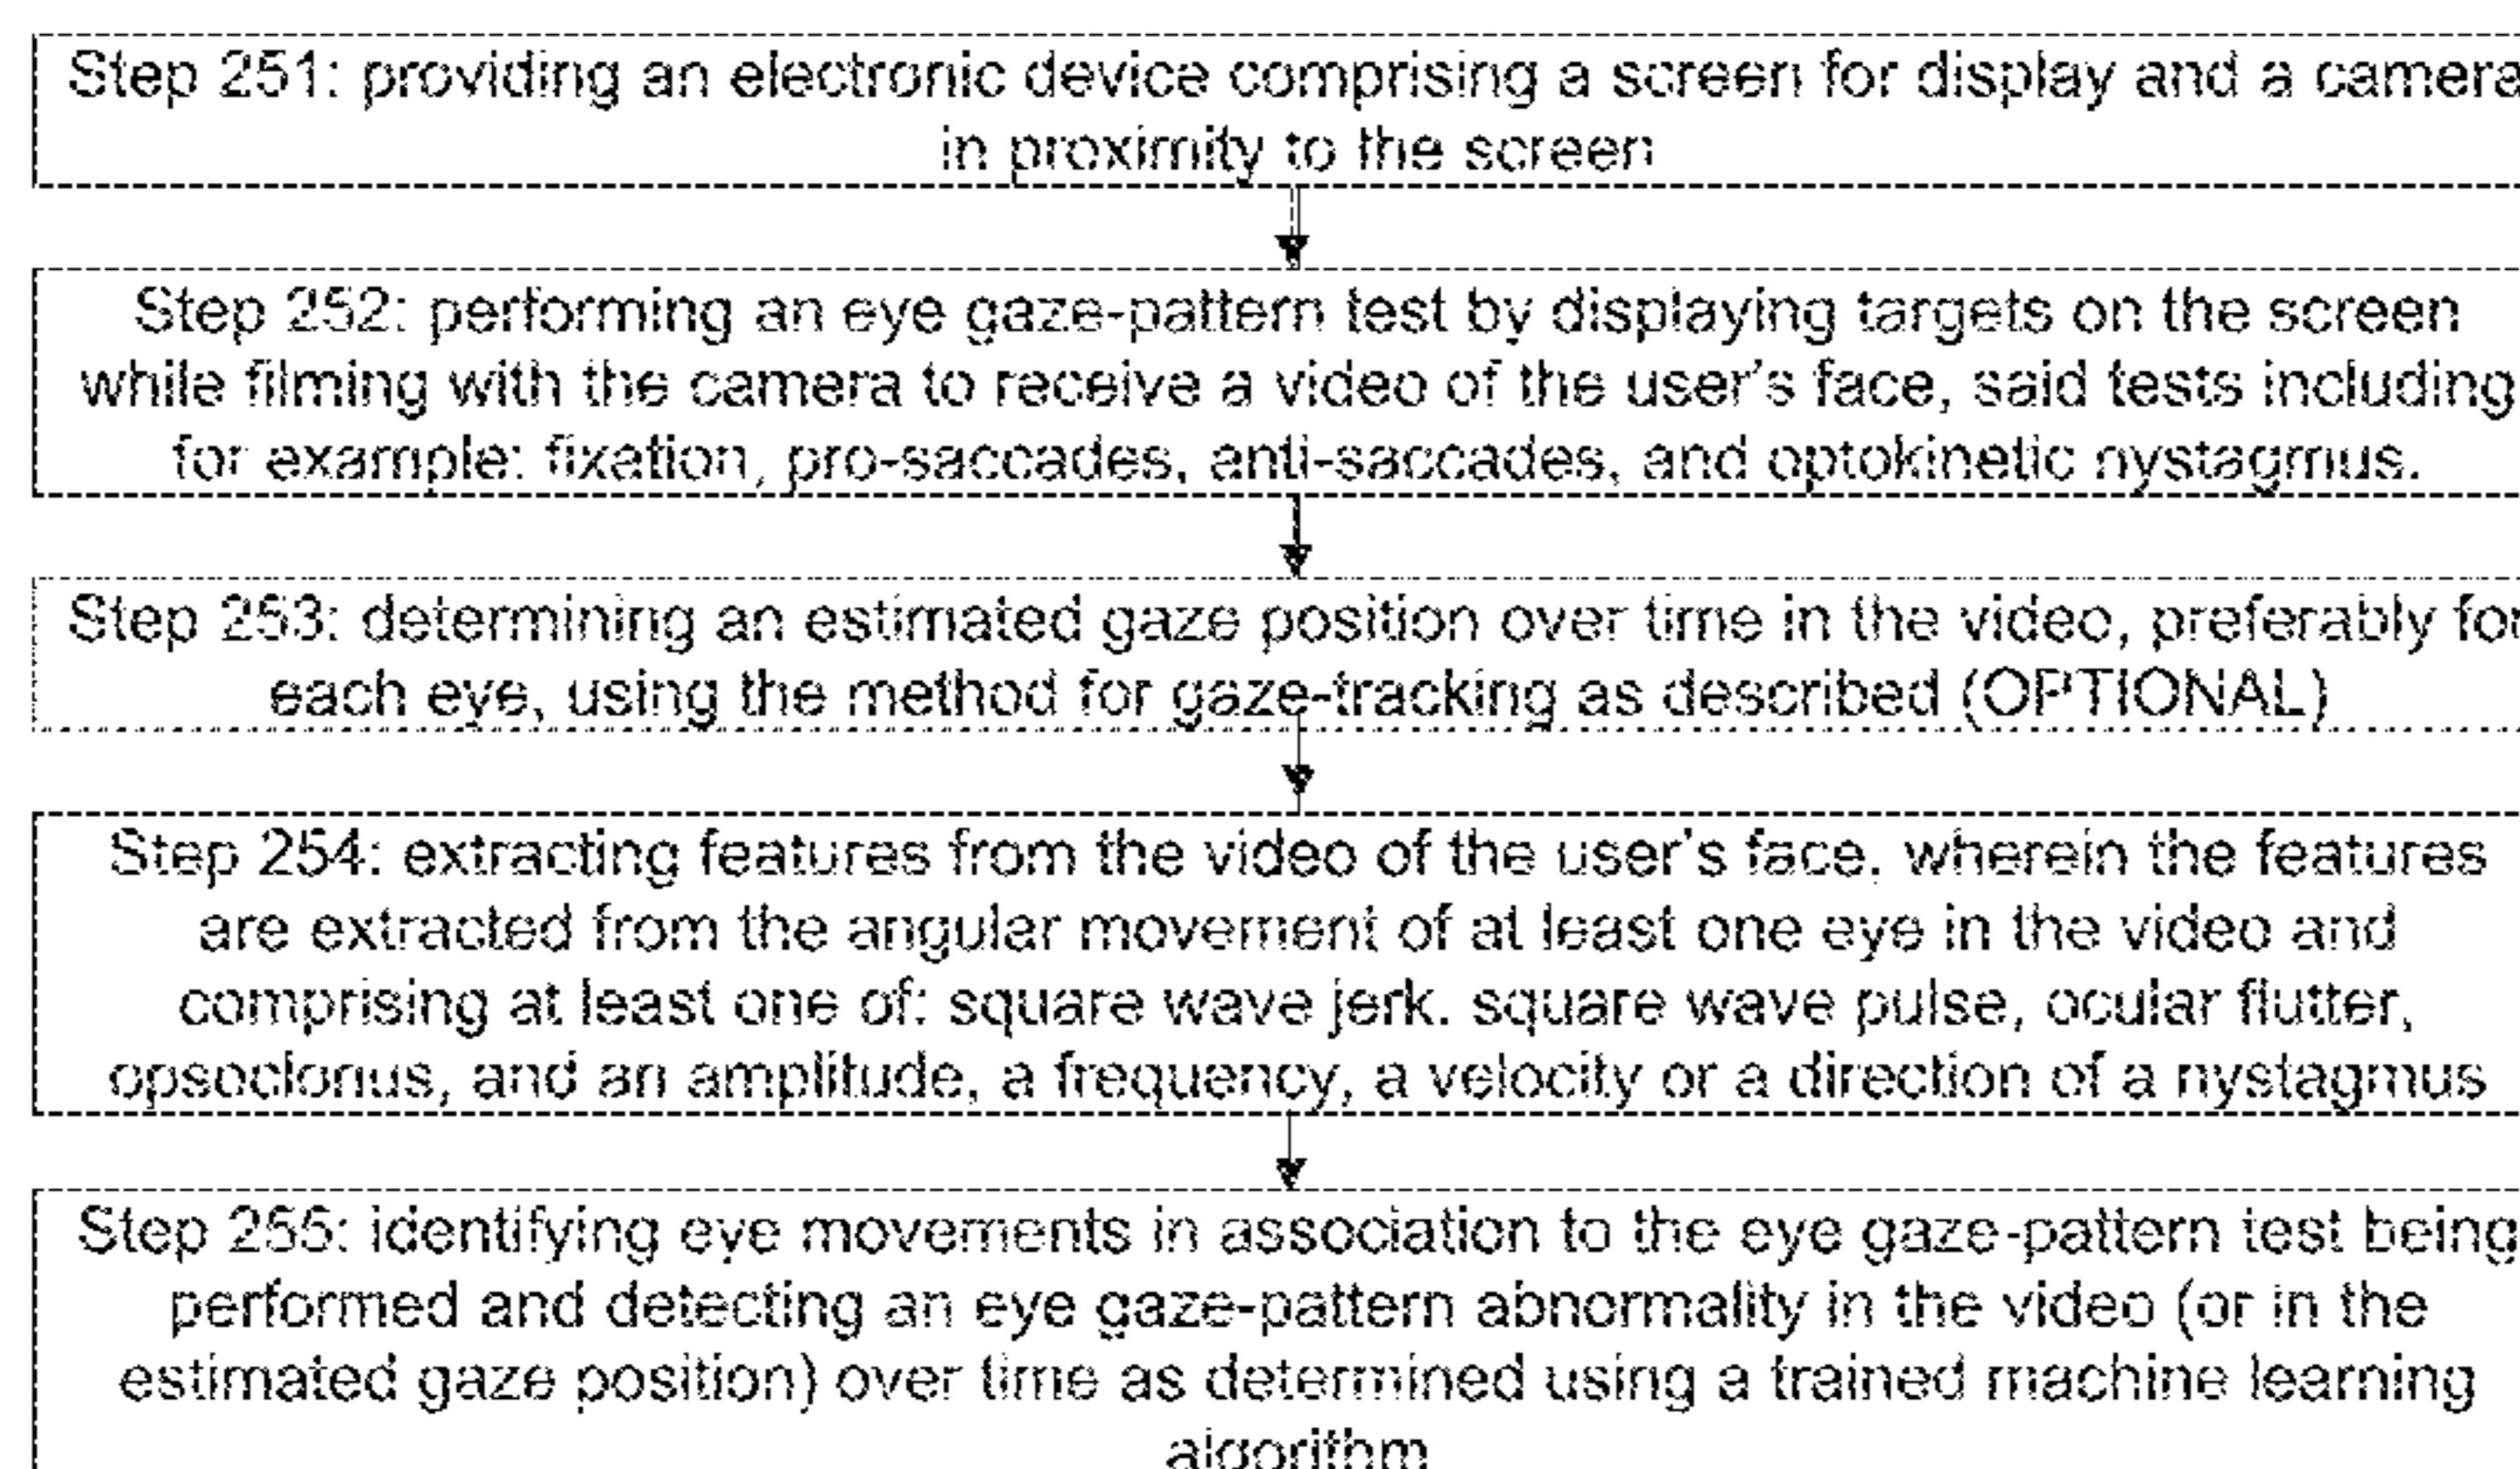 Step 251: providing an electronic device comprising a screen for display and a camera
in proximity to the screen
Step 252: performing an eye gaze-pattern test by displaying targets on the screen
while filming with the camera to receive a video of the user's face, said tests including
for example: fixation, pro-saccades, anti-saccades, and optokinetic nystagmus.
Step 253: determining an estimated gaze position over time in the video, preferably for
each eye, using the method for gaze-tracking as described (OPTIONAL)
Step 254: extracting features from the video of the user's face, wherein the features
are extracted from the angular movement of at least one eye in the video and
comprising at least one of: square wave jerk. square wave pulse, ocular flutter,
opsoclonus, and an amplitude, a frequency, a velocity or a direction of a nystagmus
Step 255: identifying eye movements in association to the eye gaze-pattern test being
performed and detecting an eye gaze-pattern abnormality in the video (or in the
estimated gaze position) over time as determined using a trained machine learning
algorithm